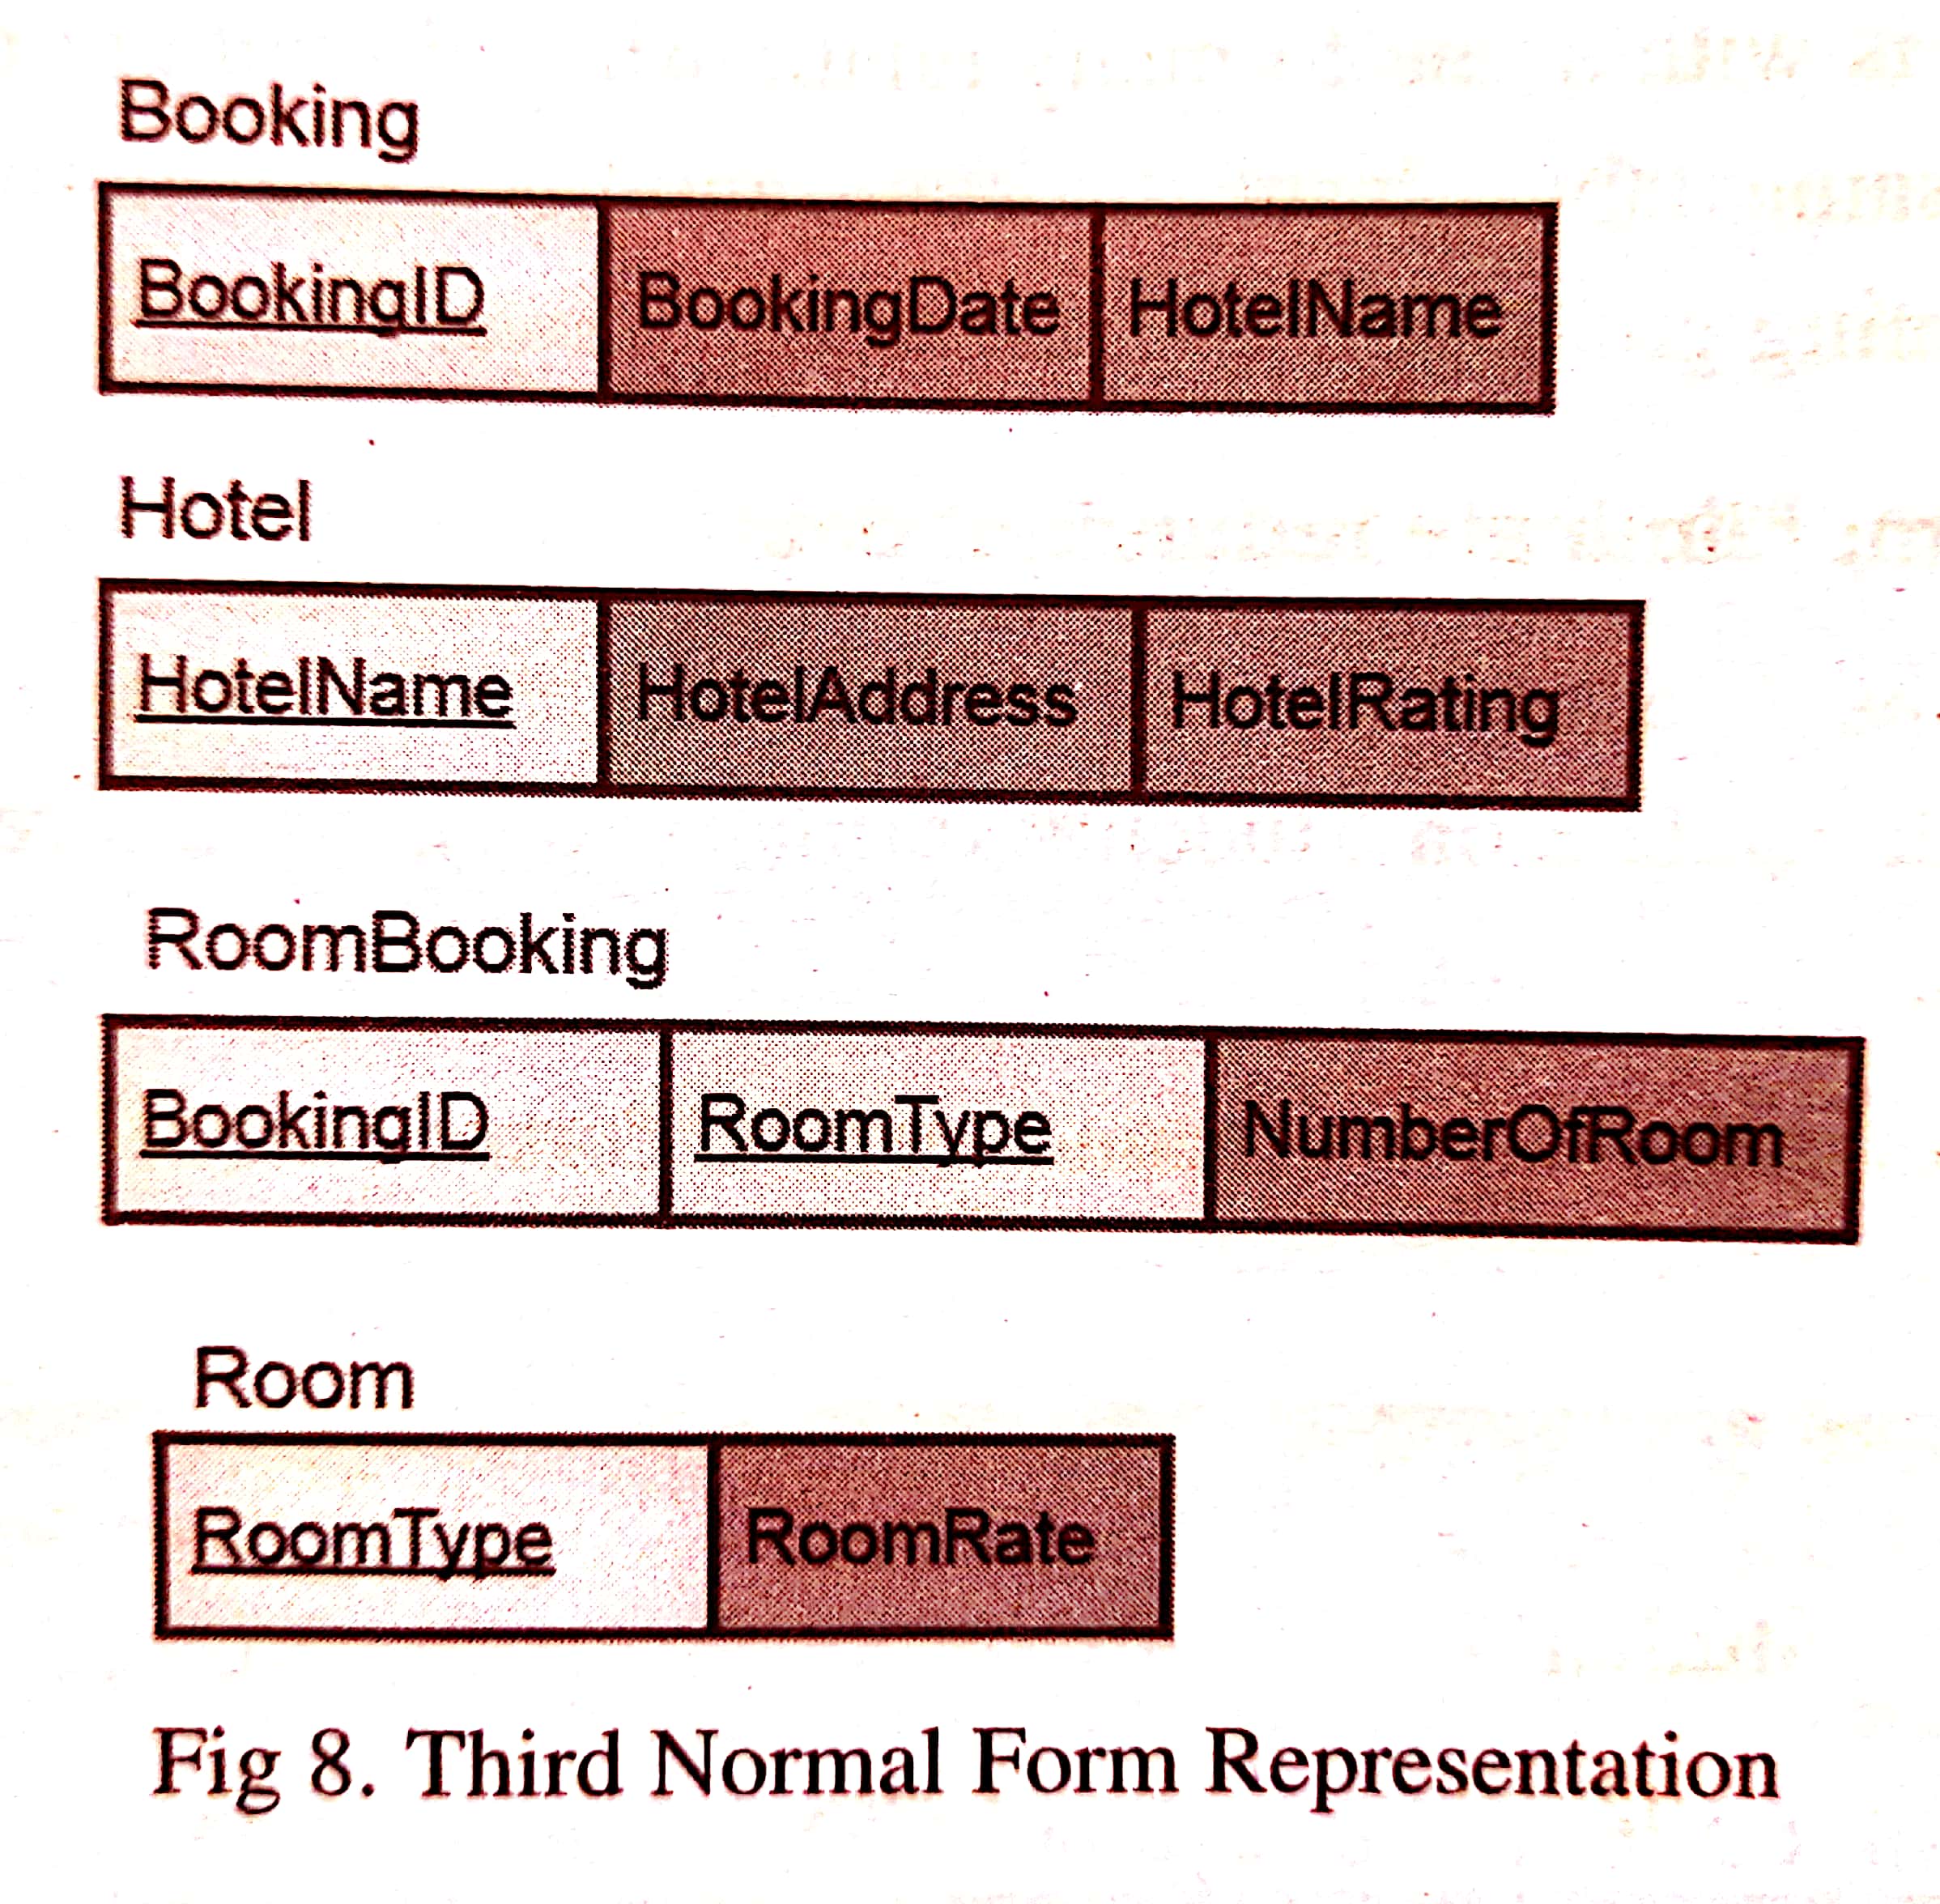 Booking
BookingID BookingDate HotelName
Hotel
HotelName HotelAddress HotelRating
RoomBooking
BookingID RoomType NumberOfRoom
Room
RoomType RoomRate
Fig 8. Third Normal Form Representation